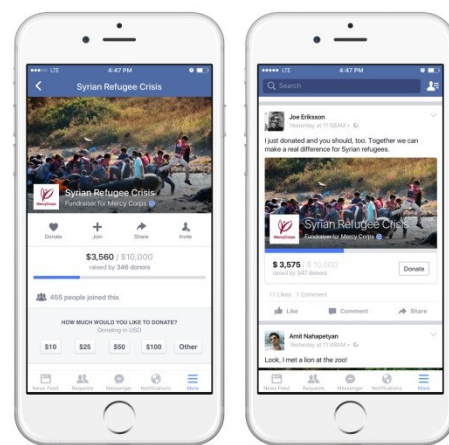 LTE 4:47 PM
Syrian Refugee Crisis
MercyCorps
Syrian Refugee Crisis
Fundraiser for Mercy Corps
Donate Join Share Invite
$3,560 / $10,000
raised by 346 donors
455 people joined this
HOW MUCH WOULD YOU LIKE TO DONATE?
Donating in USD
$10 $25 $50 $100 Other
News Feed Requests Messenger Notifications More
LTE 4:47 PM
Search
Joe Eriksson
Yesterday at 11:58AM
I just donated and you should, too. Together we can
make a real difference for Syrian refugees.
MercyCorps
Syrian Refugee Crisis
Fundraiser for Mercy Corps
$ 3,575 / $ 10,000
raised by 347 donors
Donate
11 Likes 1 Comment
Like Comment Share
Amit Nahapetyan
Yesterday at 11:48AM
Look, I met a lion at the zoo!
News Feed Requests Messenger Notifications More